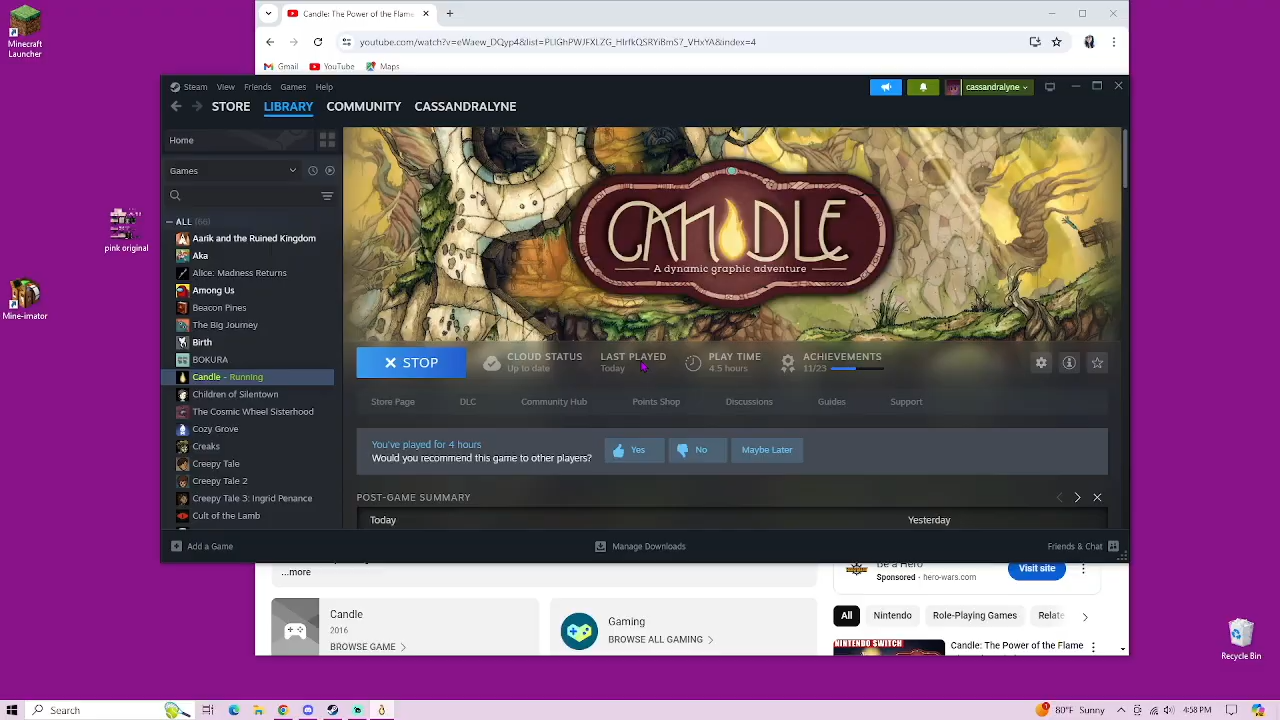 Minecraft
Launcher
Candle: The Power of the Flame
youtube.com/watch?v=eWaew_DQyp4&list=PLlGhPWJFXLZG_HIrfkQSRYiBmS7_VHxYA&index=4
Gmail YouTube Maps
Steam View Friends Games Help
cassandralyne
STORE LIBRARY COMMUNITY CASSANDRALYNE
Home
Games
ALL (66)
Aarik and the Ruined Kingdom
Aka
Alice: Madness Returns
Among Us
Beacon Pines
The Big Journey
Birth
BOKURA
Candle - Running
Children of Silentown
The Cosmic Wheel Sisterhood
Cozy Grove
Creaks
Creepy Tale
Creepy Tale 2
Creepy Tale 3: Ingrid Penance
Cult of the Lamb
CANDLE
A dynamic graphic adventure
STOP
CLOUD STATUS
Up to date
LAST PLAYED
Today
PLAY TIME
4.5 hours
ACHIEVEMENTS
11/23
Store Page DLC Community Hub Points Shop Discussions Guides Support
You've played for 4 hours
Would you recommend this game to other players?
Yes No Maybe Later
POST-GAME SUMMARY
Today Yesterday
Add a Game Manage Downloads Friends & Chat
pink original
Mine-imator
...more
Candle
2016
BROWSE GAME
Gaming
BROWSE ALL GAMING
Be a Hero
Sponsored · hero-wars.com
Visit site
All Nintendo Role-Playing Games Relate
NINTENDO SWITCH
Candle: The Power of the Flame
Recycle Bin
Search
80°F Sunny 4:58 PM